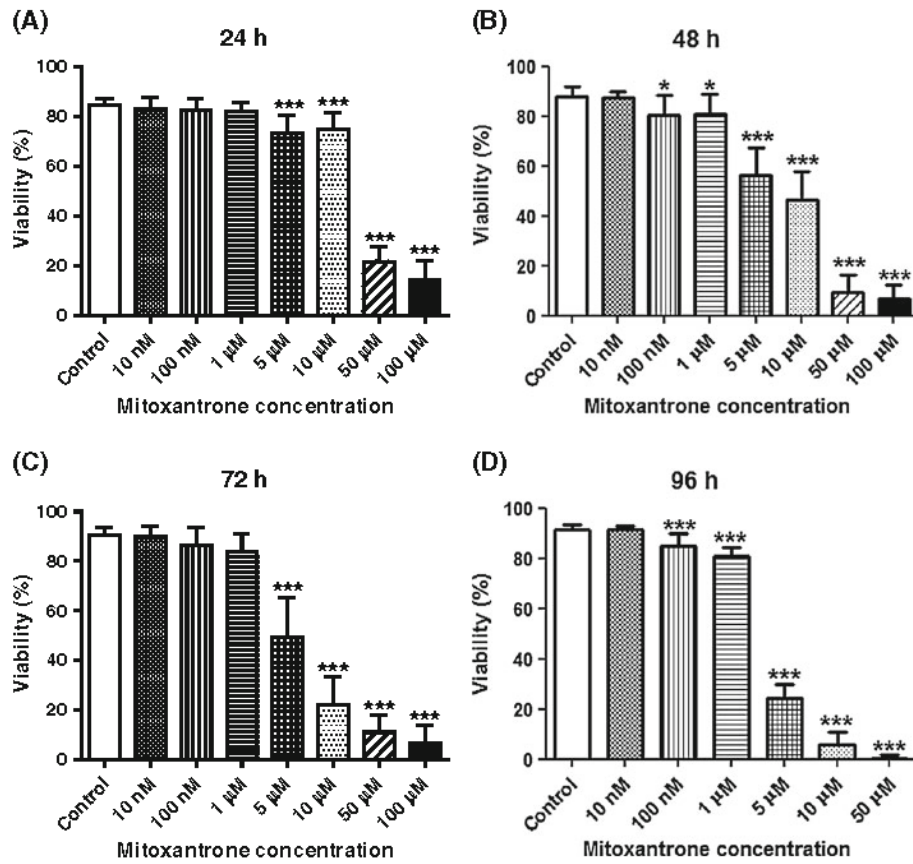 (A)
24 h
Viability (%)
100
80
60
40
20
0
***
***
***
***
Control
10 nM
100 nM
1 µM
5 µM
10 µM
50 µM
100 µM
Mitoxantrone concentration
(B)
48 h
Viability (%)
100
80
60
40
20
0
*
*
***
***
***
***
Control
10 nM
100 nM
1 µM
5 µM
10 µM
50 µM
100 µM
Mitoxantrone concentration
(C)
72 h
Viability (%)
100
80
60
40
20
0
***
***
***
***
Control
10 nM
100 nM
1 µM
5 µM
10 µM
50 µM
100 µM
Mitoxantrone concentration
(D)
96 h
Viability (%)
100
80
60
40
20
0
***
***
***
***
***
Control
10 nM
100 nM
1 µM
5 µM
10 µM
50 µM
Mitoxantrone concentration